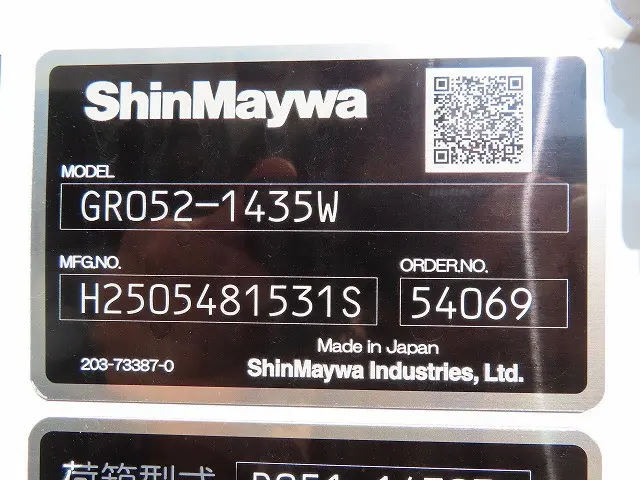 ShinMaywa
MODEL
GR052-1435W
MFG.NO.
ORDER.NO.
H2505481531S
54069
Made in Japan
203-73387-0
ShinMaywa Industries, Ltd.
荷箱型式